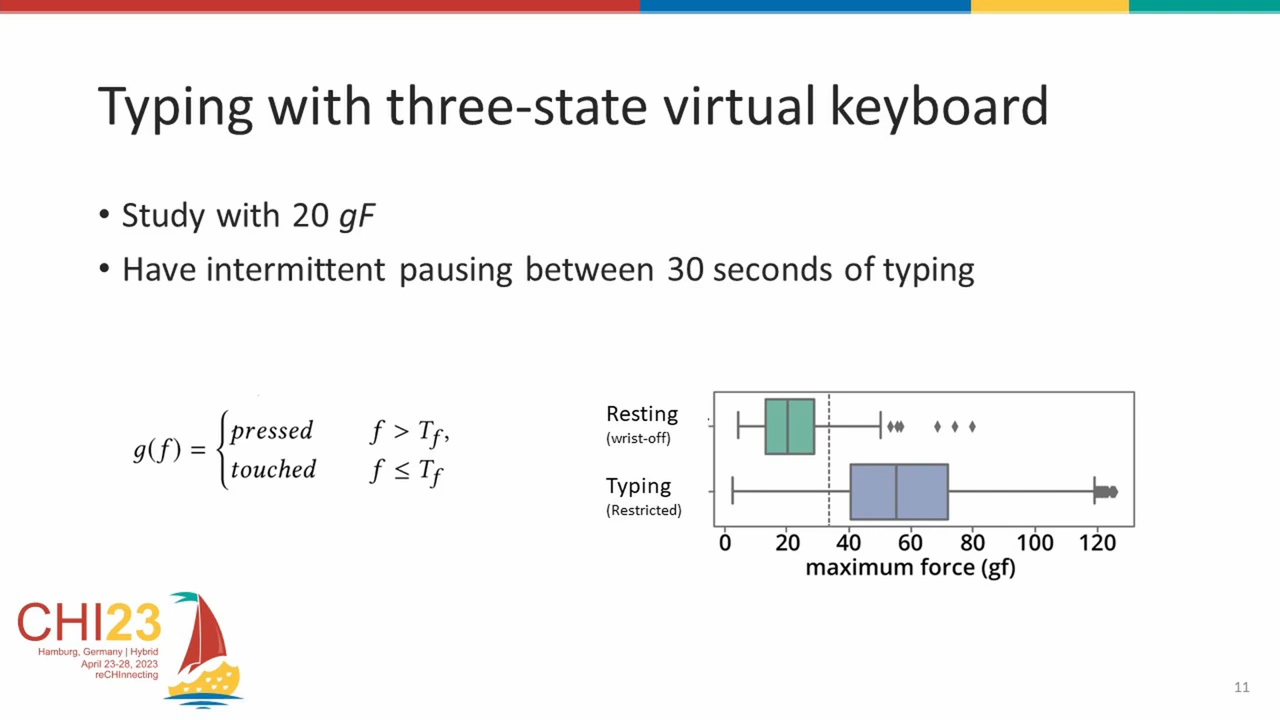 Typing with three-state virtual keyboard
• Study with 20 gF
• Have intermittent pausing between 30 seconds of typing
g(f) = { pressed f > T_f,
touched f ≤ T_f
Resting
(wrist-off)
Typing
(Restricted)
0 20 40 60 80 100 120
maximum force (gf)
CHI23
Hamburg, Germany | Hybrid
April 23-28, 2023
reCHInnecting
11